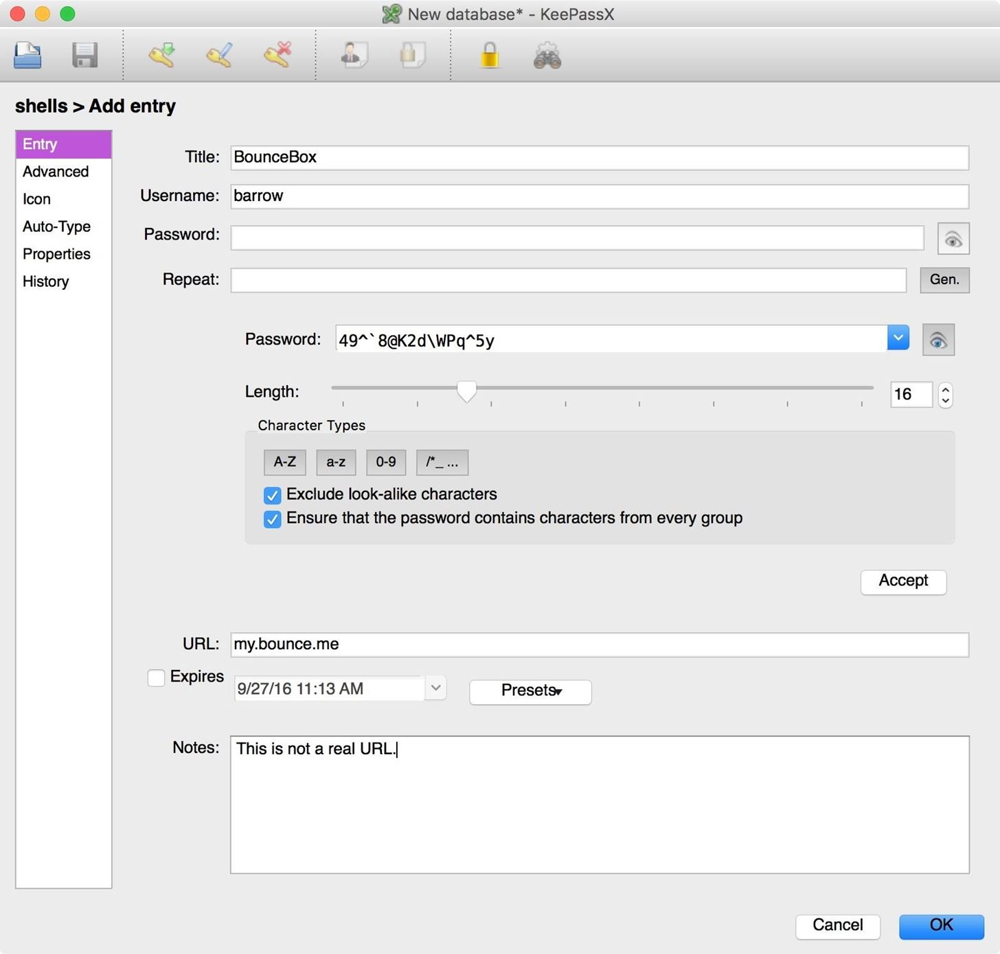 New database* - KeePassX
shells > Add entry
Entry
Advanced
Icon
Auto-Type
Properties
History
Title: BounceBox
Username: barrow
Password:
Repeat: Gen.
Password: 49^`8@K2d\WPq^5y
Length: 16
Character Types
A-Z a-z 0-9 /*_ ...
Exclude look-alike characters
Ensure that the password contains characters from every group
Accept
URL: my.bounce.me
Expires 9/27/16 11:13 AM Presets
Notes: This is not a real URL.
Cancel OK